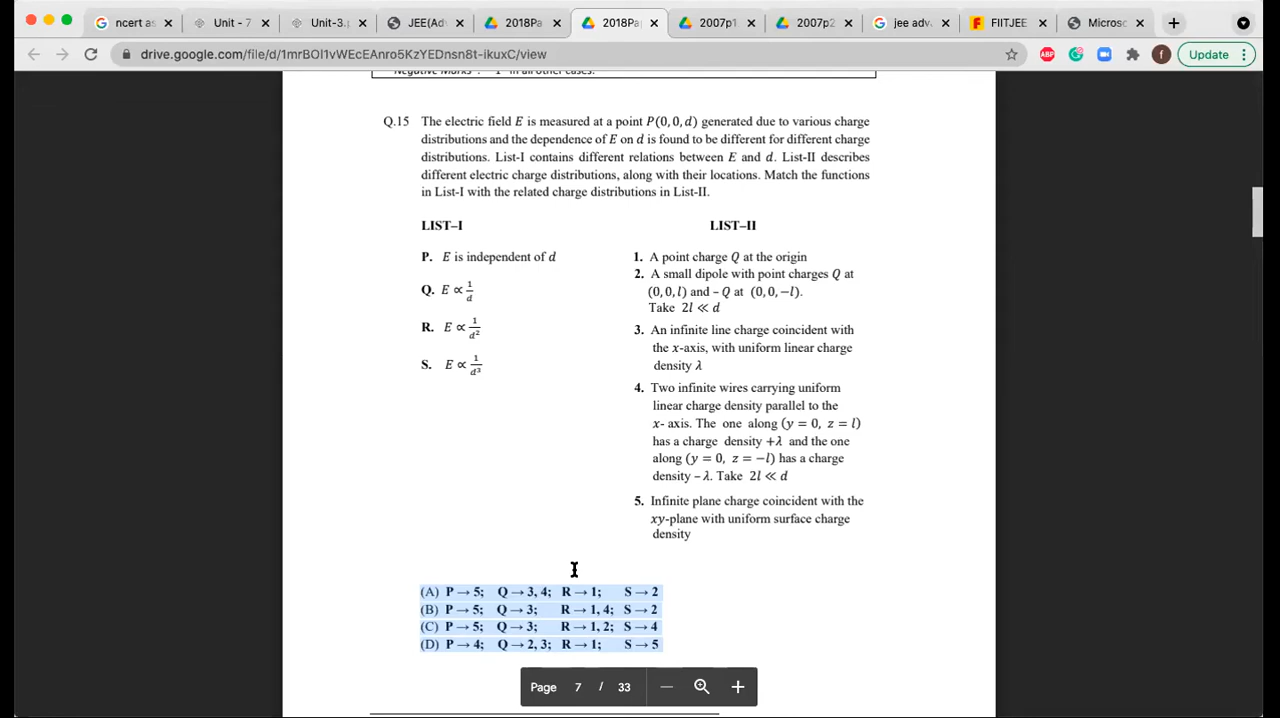 ncert as
Unit - 7
Unit-3.p
JEE(Adv
2018Pa
2018Pap
2007p1
2007p2
jee adva
FIITJEE
Microsc
drive.google.com/file/d/1mrBOl1vWEcEAnro5KzYEDnsn8t-ikuxC/view
ABP
f
Update
Q.15 The electric field E is measured at a point P(0, 0, d) generated due to various charge
distributions and the dependence of E on d is found to be different for different charge
distributions. List-I contains different relations between E and d. List-II describes
different electric charge distributions, along with their locations. Match the functions
in List-I with the related charge distributions in List-II.
LIST–I
LIST–II
P. E is independent of d
Q. E ∝ 1/d
R. E ∝ 1/d²
S. E ∝ 1/d³
1. A point charge Q at the origin
2. A small dipole with point charges Q at
(0, 0, l) and – Q at (0, 0, −l).
Take 2l ≪ d
3. An infinite line charge coincident with
the x-axis, with uniform linear charge
density λ
4. Two infinite wires carrying uniform
linear charge density parallel to the
x- axis. The one along (y = 0, z = l)
has a charge density +λ and the one
along (y = 0, z = −l) has a charge
density – λ. Take 2l ≪ d
5. Infinite plane charge coincident with the
xy-plane with uniform surface charge
density
(A) P → 5; Q → 3, 4; R → 1; S → 2
(B) P → 5; Q → 3; R → 1, 4; S → 2
(C) P → 5; Q → 3; R → 1, 2; S → 4
(D) P → 4; Q → 2, 3; R → 1; S → 5
Page 7 / 33